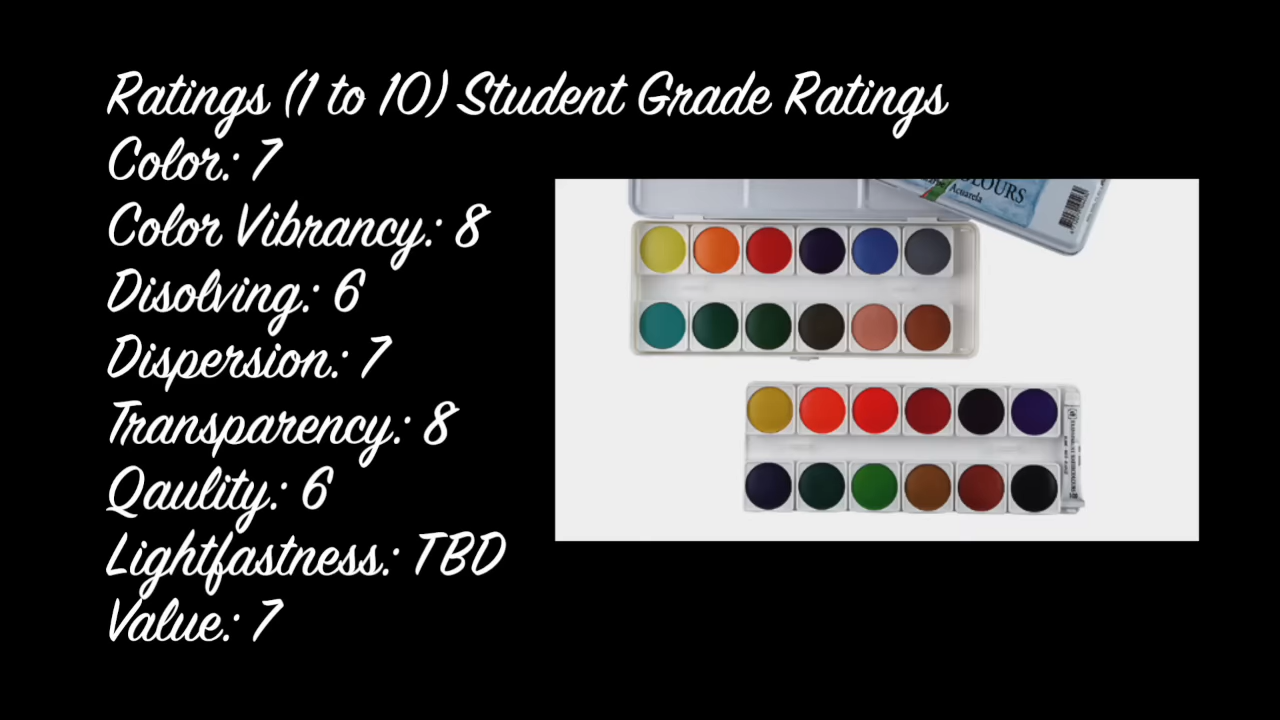 Ratings (1 to 10) Student Grade Ratings
Color.: 7
Color Vibrancy.: 8
Disolving.: 6
Dispersion.: 7
Transparency.: 8
Qaulity.: 6
Lightfastness.: TBD
Value.: 7
OLOURS
Acuarela